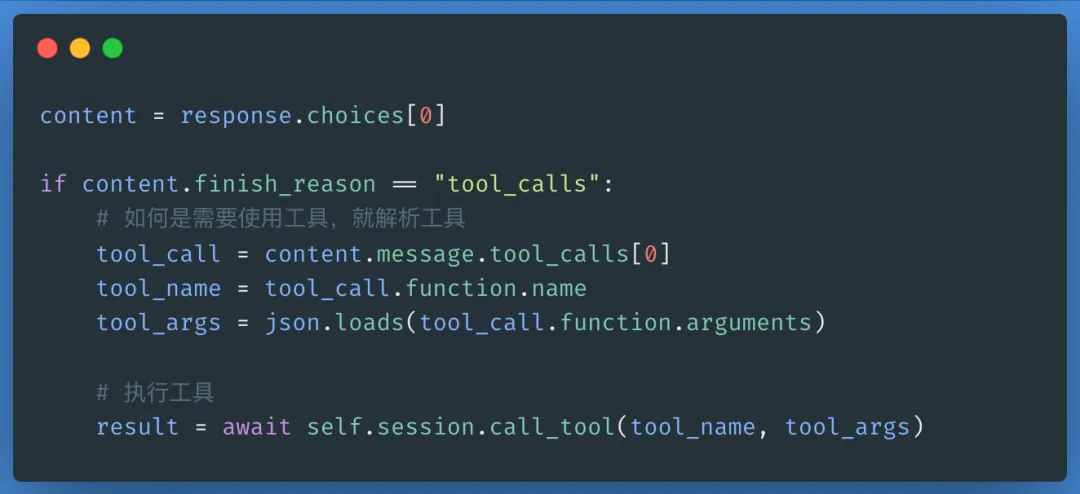 content = response.choices[0]
if content.finish_reason == "tool_calls":
# 如何是需要使用工具，就解析工具
tool_call = content.message.tool_calls[0]
tool_name = tool_call.function.name
tool_args = json.loads(tool_call.function.arguments)
# 执行工具
result = await self.session.call_tool(tool_name, tool_args)